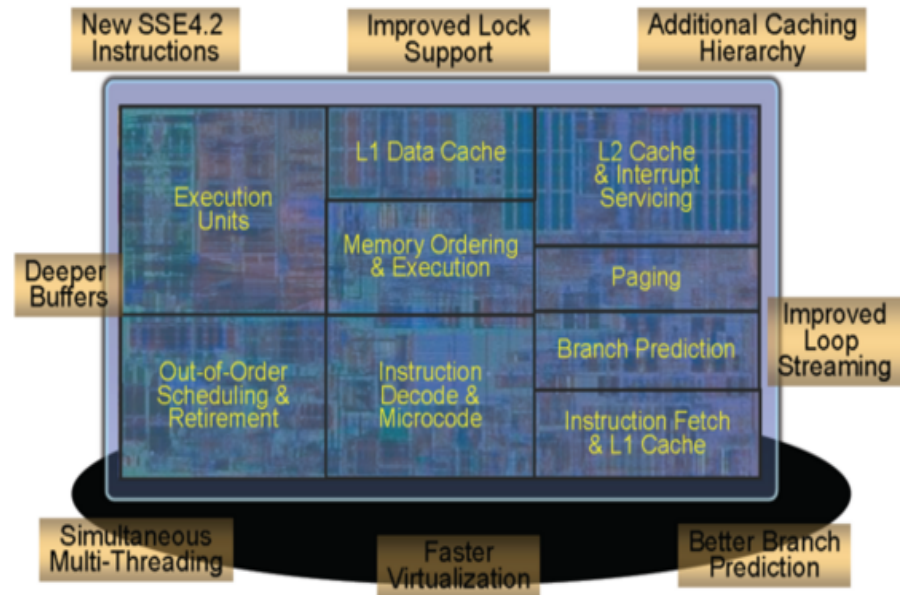 New SSE4.2
Instructions
Improved Lock
Support
Additional Caching
Hierarchy
L1 Data Cache
L2 Cache
& Interrupt
Servicing
Execution
Units
Memory Ordering
& Execution
Deeper
Buffers
Paging
Improved
Loop
Streaming
Branch Prediction
Out-of-Order
Scheduling &
Retirement
Instruction
Decode &
Microcode
Instruction Fetch
& L1 Cache
Simultaneous
Multi-Threading
Faster
Virtualization
Better Branch
Prediction